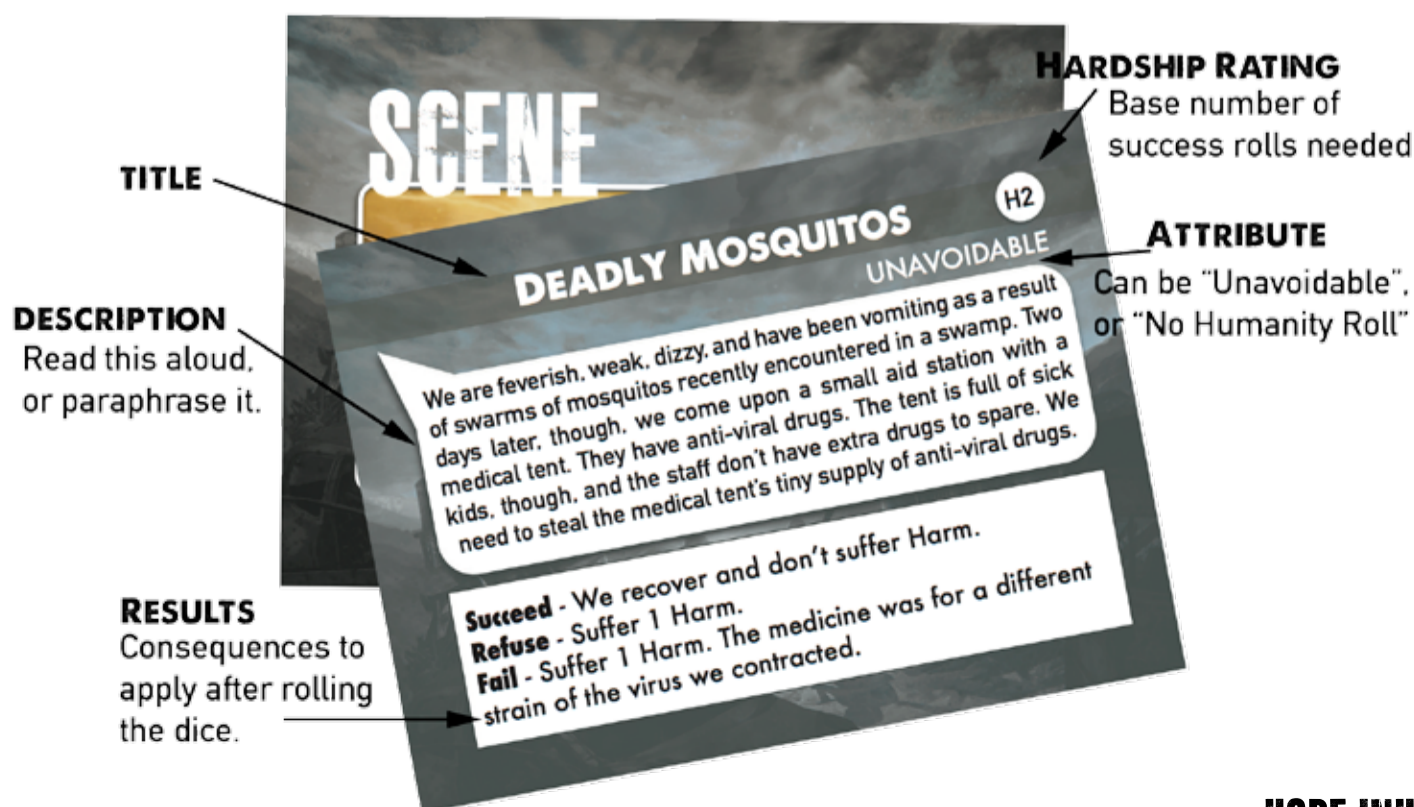 SCENE
HARDSHIP RATING
Base number of
success rolls needed
TITLE
H2
DEADLY MOSQUITOS
UNAVOIDABLE
ATTRIBUTE
Can be "Unavoidable",
or "No Humanity Roll"
DESCRIPTION
Read this aloud,
or paraphrase it.
We are feverish, weak, dizzy, and have been vomiting as a result
of swarms of mosquitos recently encountered in a swamp. Two
days later, though, we come upon a small aid station with a
medical tent. They have anti-viral drugs. The tent is full of sick
kids, though, and the staff don't have extra drugs to spare. We
need to steal the medical tent's tiny supply of anti-viral drugs.
RESULTS
Consequences to
apply after rolling
the dice.
Succeed - We recover and don't suffer Harm.
Refuse - Suffer 1 Harm.
Fail - Suffer 1 Harm. The medicine was for a different
strain of the virus we contracted.